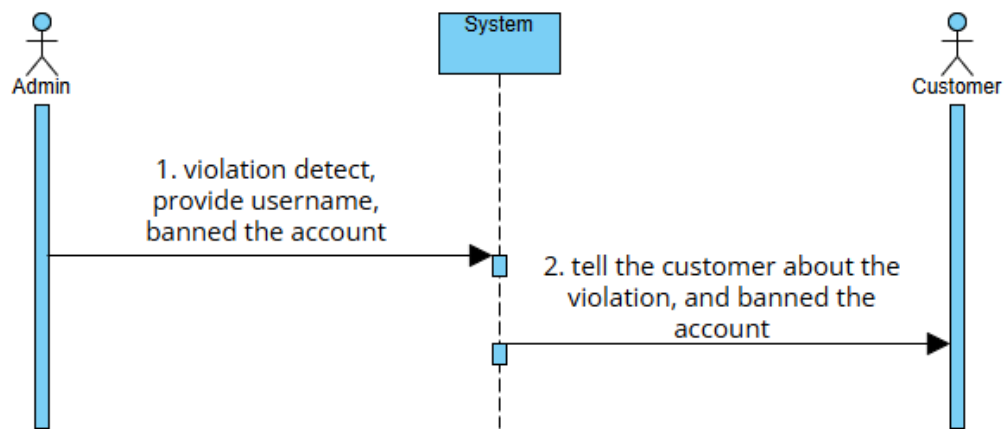 System
Admin
Customer
1. violation detect,
provide username,
banned the account
2. tell the customer about the
violation, and banned the
account